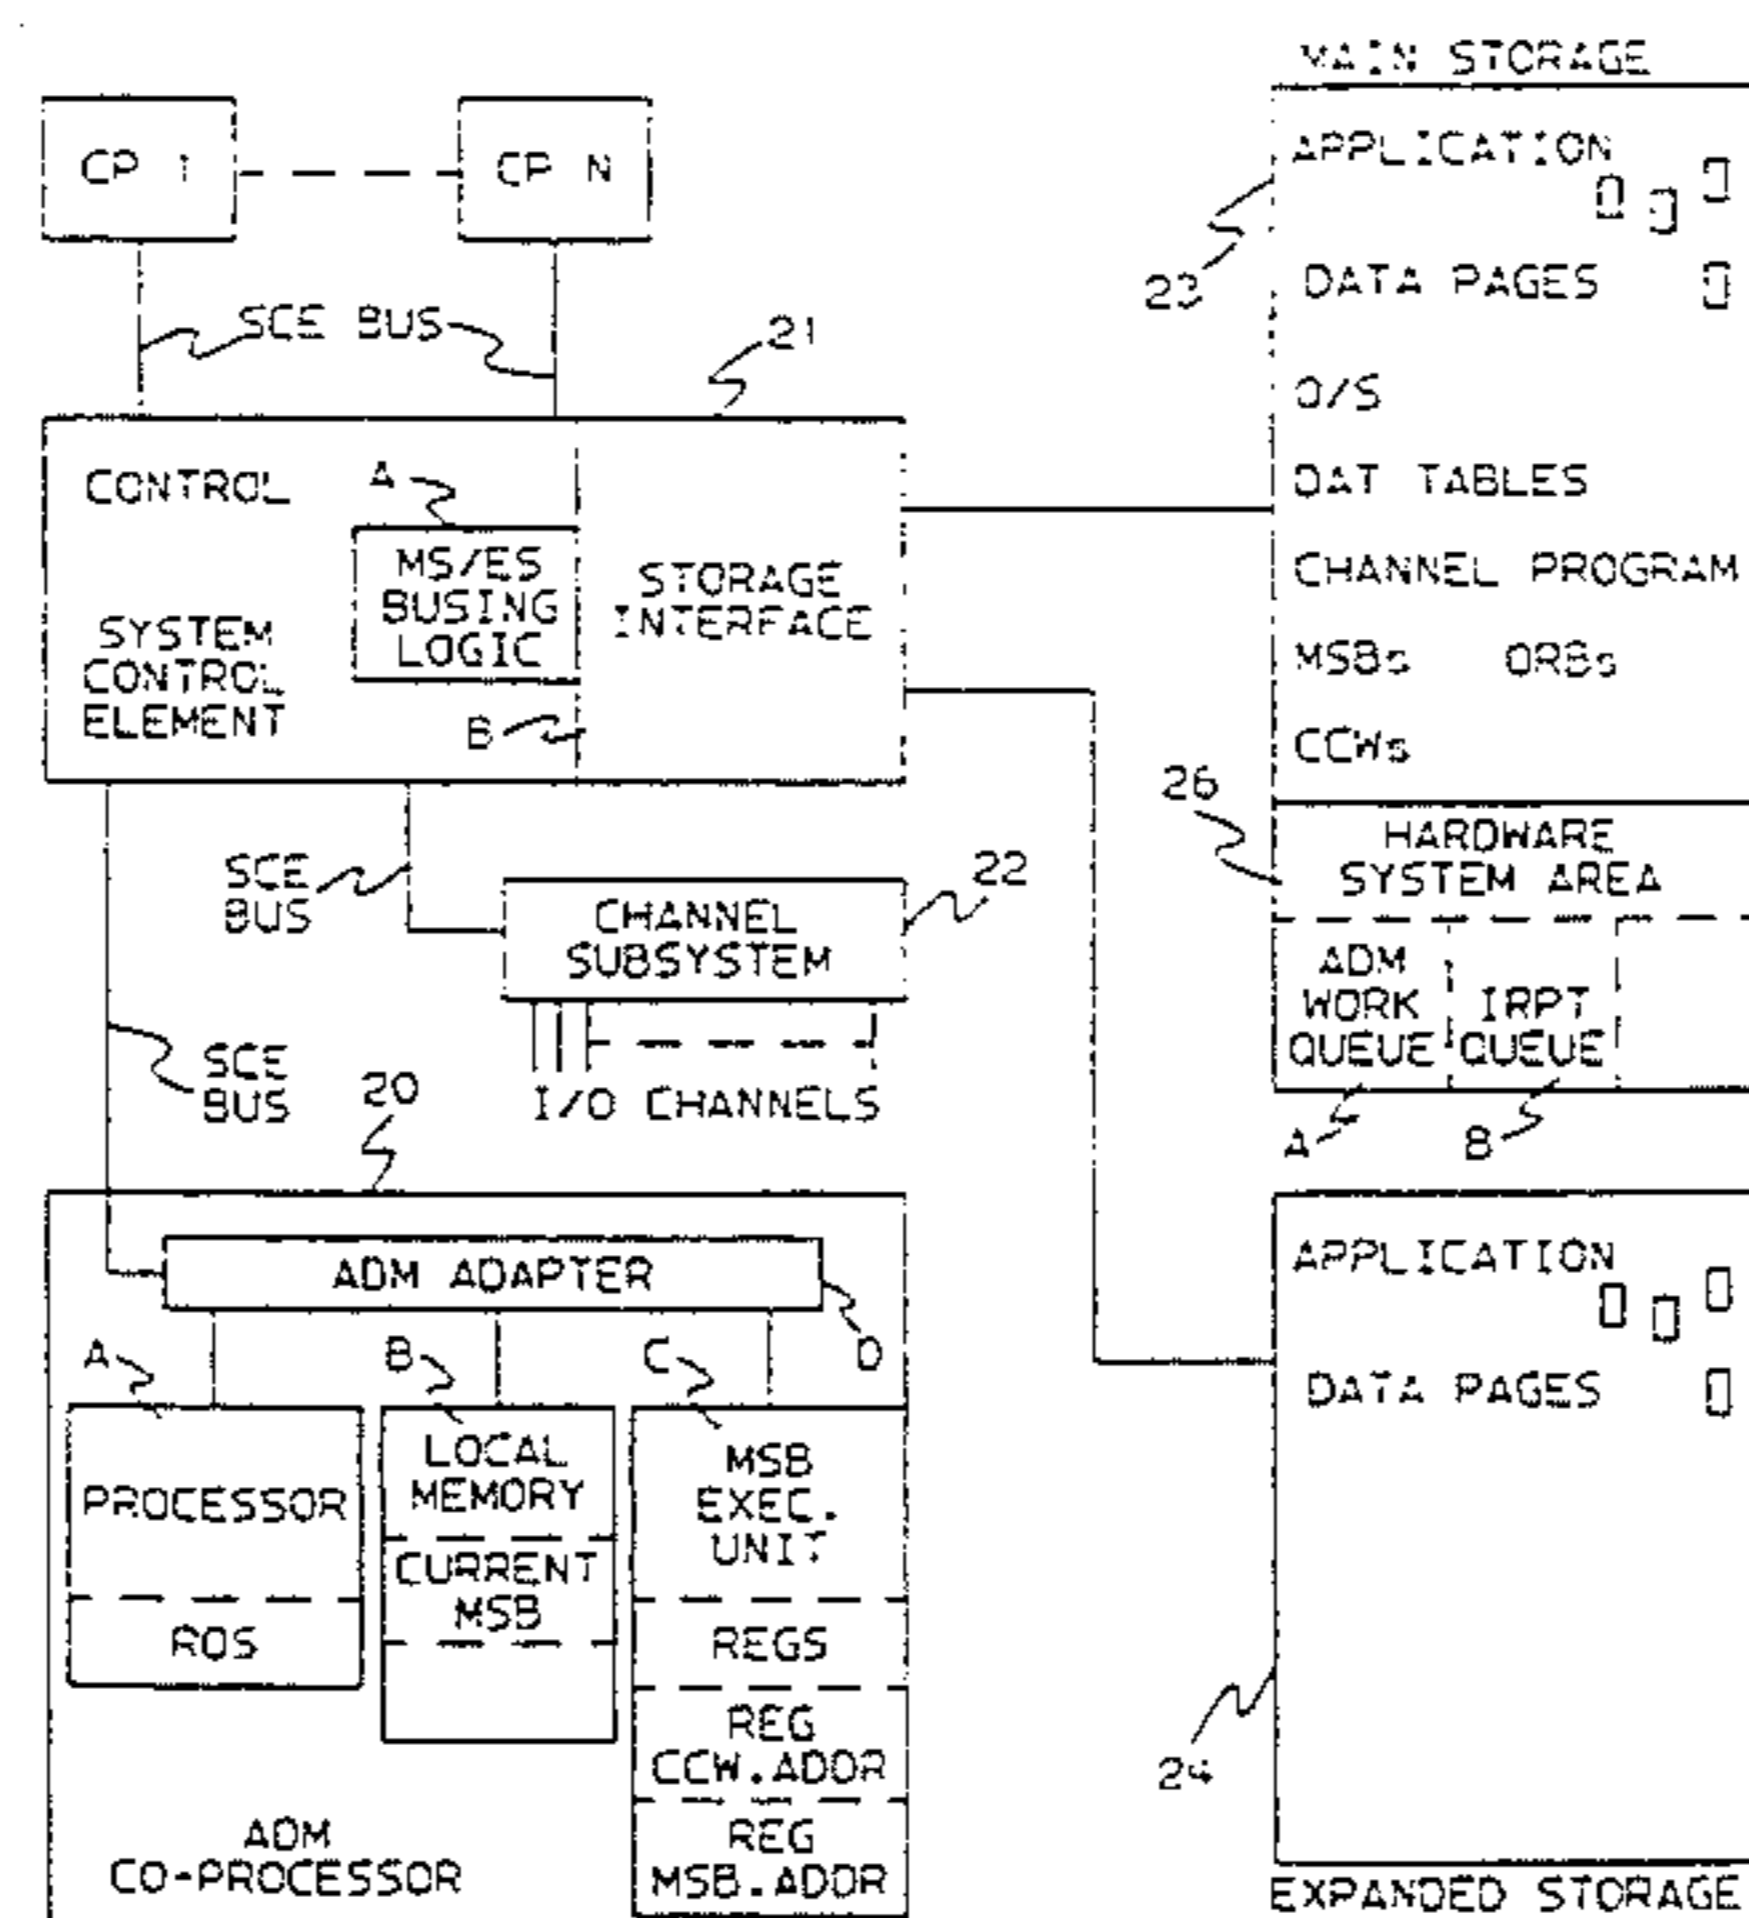 MAIN STORAGE
CP 1
CP N
APPLICATION
23
DATA PAGES
SCE BUS
21
O/S
CONTROL
A
DAT TABLES
MS/ES
BUSING
LOGIC
STORAGE
INTERFACE
CHANNEL PROGRAM
SYSTEM
CONTROL
ELEMENT
MSBs ORBs
B
CCWs
26
HARDWARE
SYSTEM AREA
SCE
BUS
22
CHANNEL
SUBSYSTEM
ADM
WORK
QUEUE
IRPT
QUEUE
SCE
BUS
20
I/O CHANNELS
A
B
ADM ADAPTER
APPLICATION
A
B
C
D
DATA PAGES
PROCESSOR
ROS
LOCAL
MEMORY
CURRENT
MSB
MSB
EXEC.
UNIT
REGS
REG
CCW.ADDR
REG
MSB.ADDR
24
ADM
CO-PROCESSOR
EXPANDED STORAGE